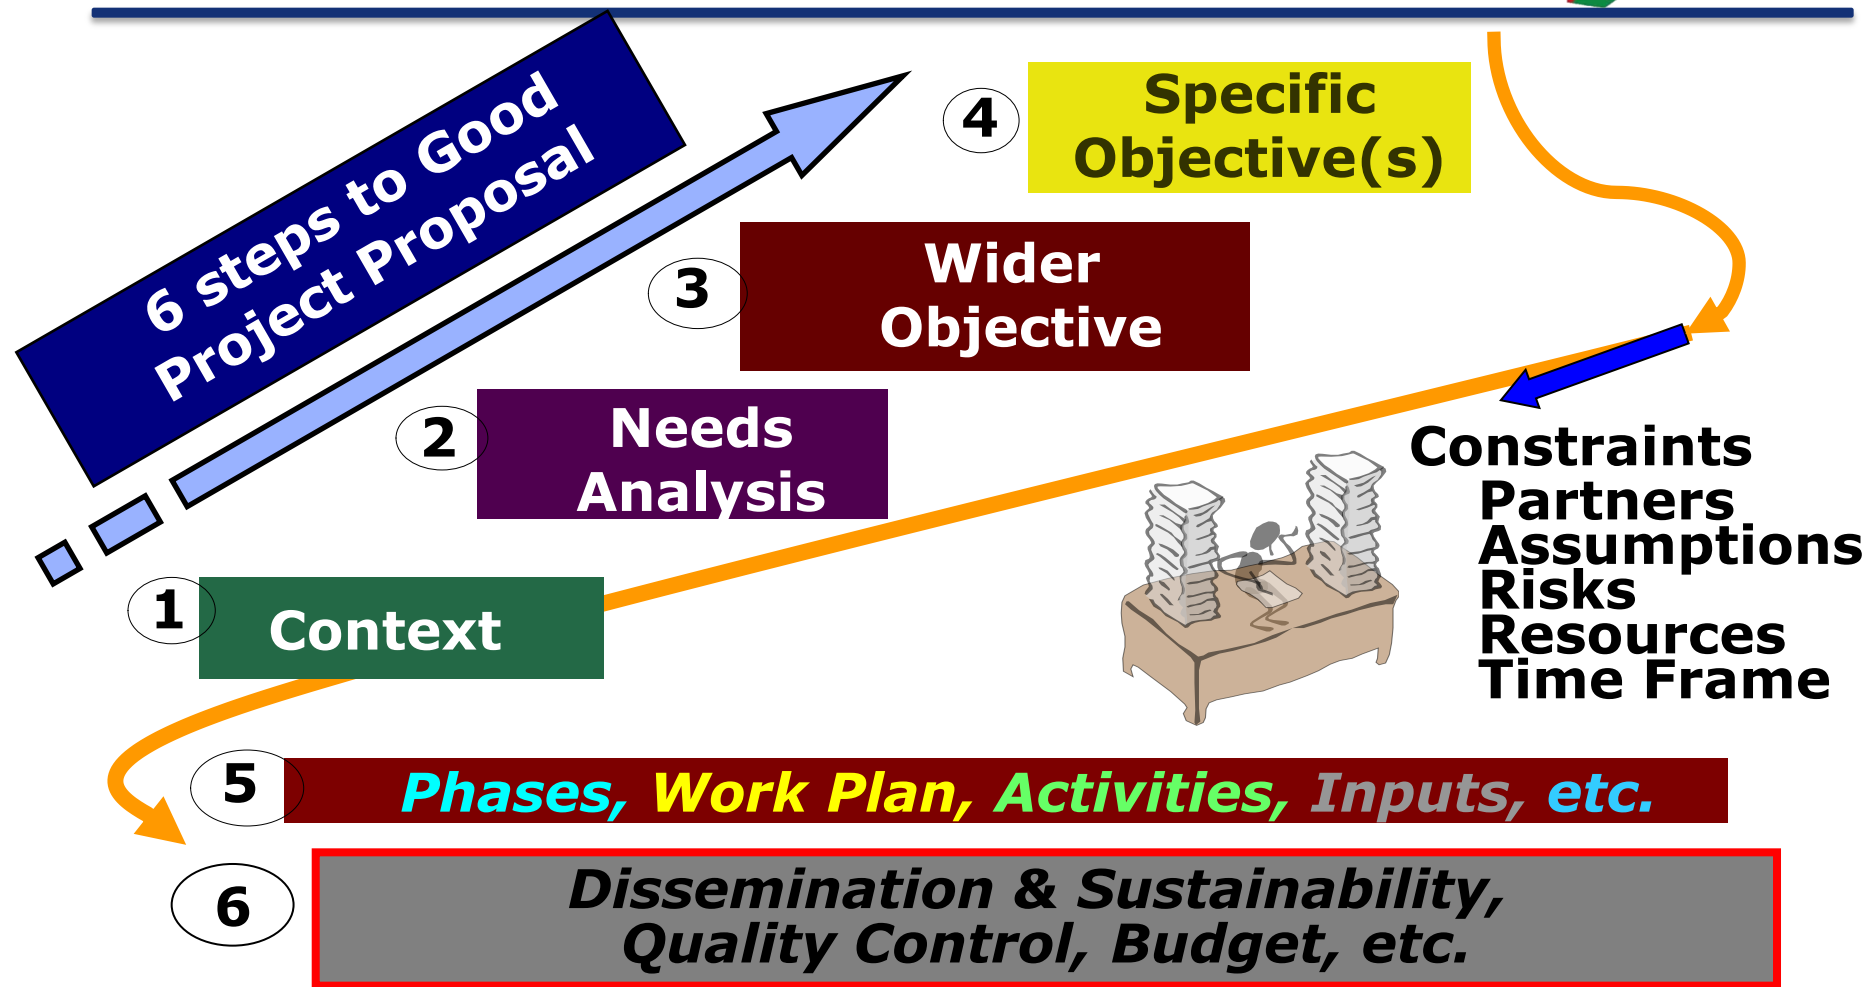 6 steps to Good
Project Proposal
4
Specific
Objective(s)
3
Wider
Objective
2
Needs
Analysis
1
Context
Constraints
Partners
Assumptions
Risks
Resources
Time Frame
5
Phases, Work Plan, Activities, Inputs, etc.
6
Dissemination & Sustainability,
Quality Control, Budget, etc.